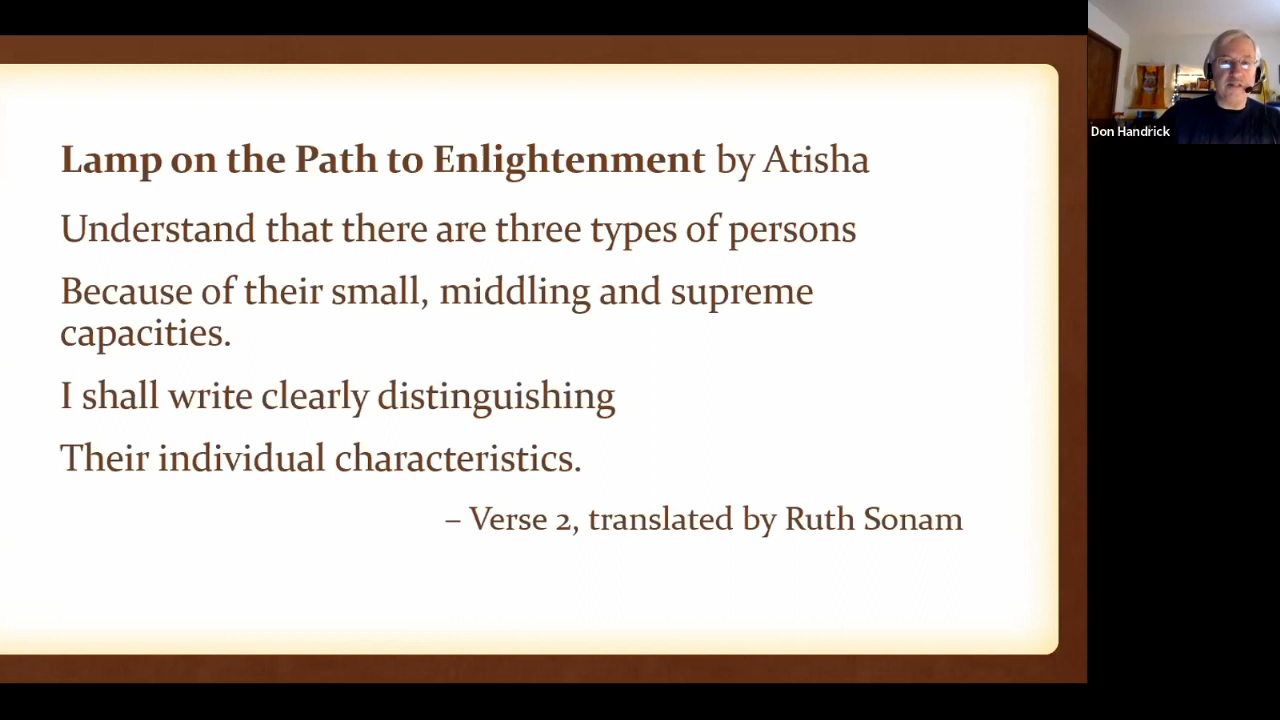 Lamp on the Path to Enlightenment by Atisha
Understand that there are three types of persons
Because of their small, middling and supreme
capacities.
I shall write clearly distinguishing
Their individual characteristics.
– Verse 2, translated by Ruth Sonam
Don Handrick